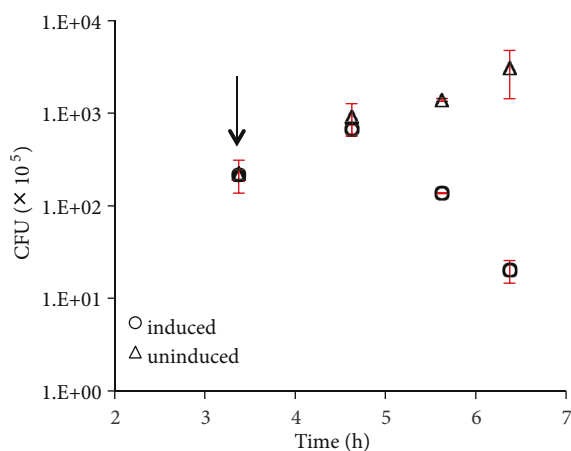 1.E+04
1.E+03
1.E+02
1.E+01
1.E+00
CFU (× 10⁵)
induced
uninduced
2 3 4 5 6 7
Time (h)